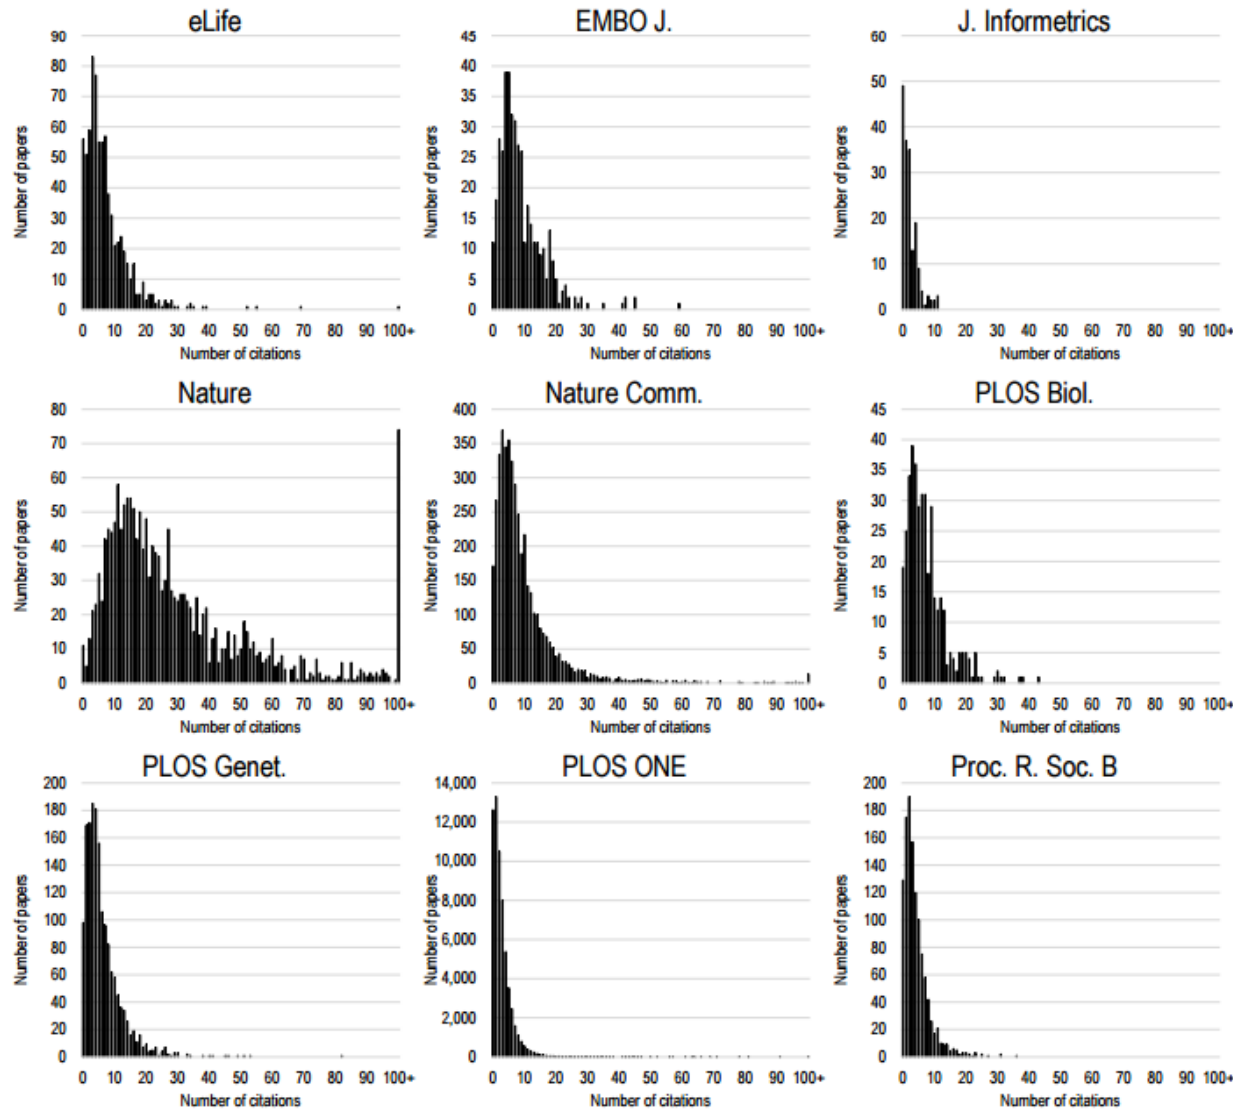 eLife
90
80
70
60
50
40
30
20
10
0
Number of papers
0 10 20 30 40 50 60 70 80 90 100+
Number of citations
EMBO J.
45
40
35
30
25
20
15
10
5
0
Number of papers
0 10 20 30 40 50 60 70 80 90 100+
Number of citations
J. Informetrics
60
50
40
30
20
10
0
Number of papers
0 10 20 30 40 50 60 70 80 90 100+
Number of citations
Nature
80
70
60
50
40
30
20
10
0
Number of papers
0 10 20 30 40 50 60 70 80 90 100+
Number of citations
Nature Comm.
400
350
300
250
200
150
100
50
0
Number of papers
0 10 20 30 40 50 60 70 80 90 100+
Number of citations
PLOS Biol.
45
40
35
30
25
20
15
10
5
0
Number of papers
0 10 20 30 40 50 60 70 80 90 100+
Number of citations
PLOS Genet.
200
180
160
140
120
100
80
60
40
20
0
Number of papers
0 10 20 30 40 50 60 70 80 90 100+
Number of citations
PLOS ONE
14,000
12,000
10,000
8,000
6,000
4,000
2,000
0
Number of papers
0 10 20 30 40 50 60 70 80 90 100+
Number of citations
Proc. R. Soc. B
200
180
160
140
120
100
80
60
40
20
0
Number of papers
0 10 20 30 40 50 60 70 80 90 100+
Number of citations